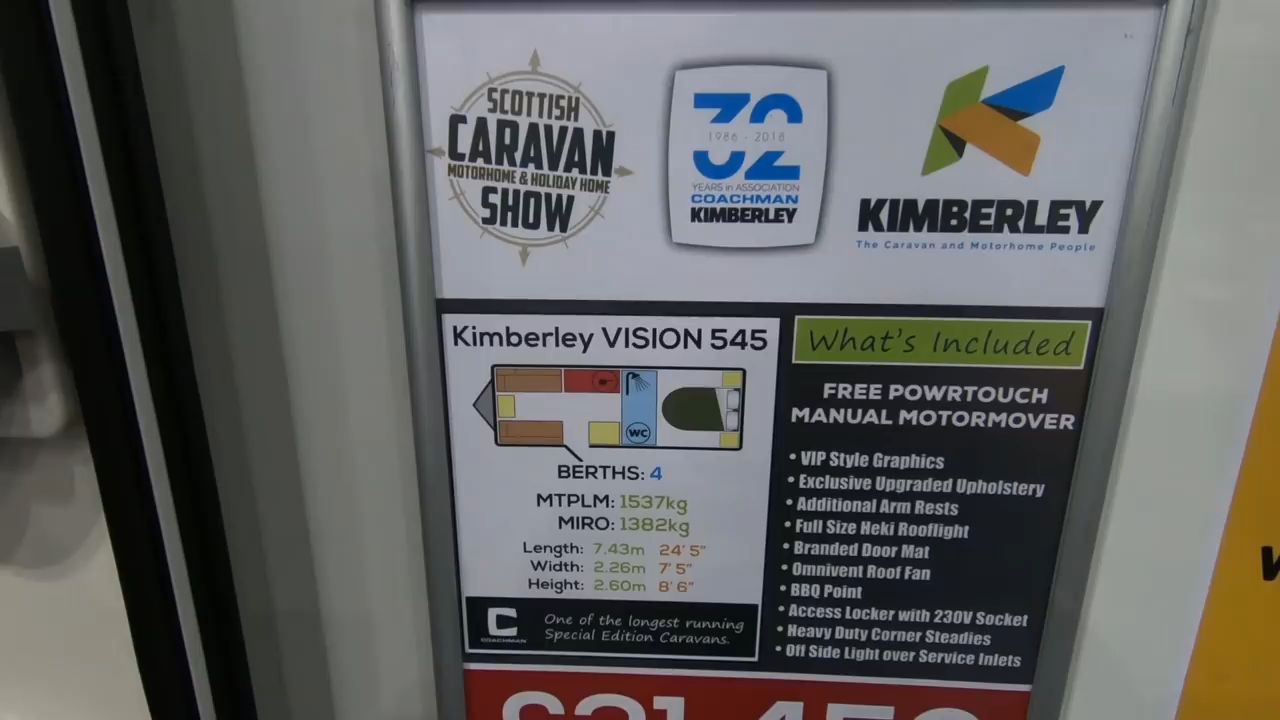 SCOTTISH
CARAVAN
MOTORHOME & HOLIDAY HOME
SHOW
32
1986 - 2018
YEARS in ASSOCIATION
COACHMAN
KIMBERLEY
KIMBERLEY
The Caravan and Motorhome People
Kimberley VISION 545
WC
BERTHS: 4
MTPLM: 1537kg
MIRO: 1382kg
Length: 7.43m 24' 5"
Width: 2.26m 7' 5"
Height: 2.60m 8' 6"
C
COACHMAN
One of the longest running
Special Edition Caravans.
What's Included
FREE POWRTOUCH
MANUAL MOTORMOVER
• VIP Style Graphics
• Exclusive Upgraded Upholstery
• Additional Arm Rests
• Full Size Heki Rooflight
• Branded Door Mat
• Omnivent Roof Fan
• BBQ Point
• Access Locker with 230V Socket
• Heavy Duty Corner Steadies
• Off Side Light over Service Inlets